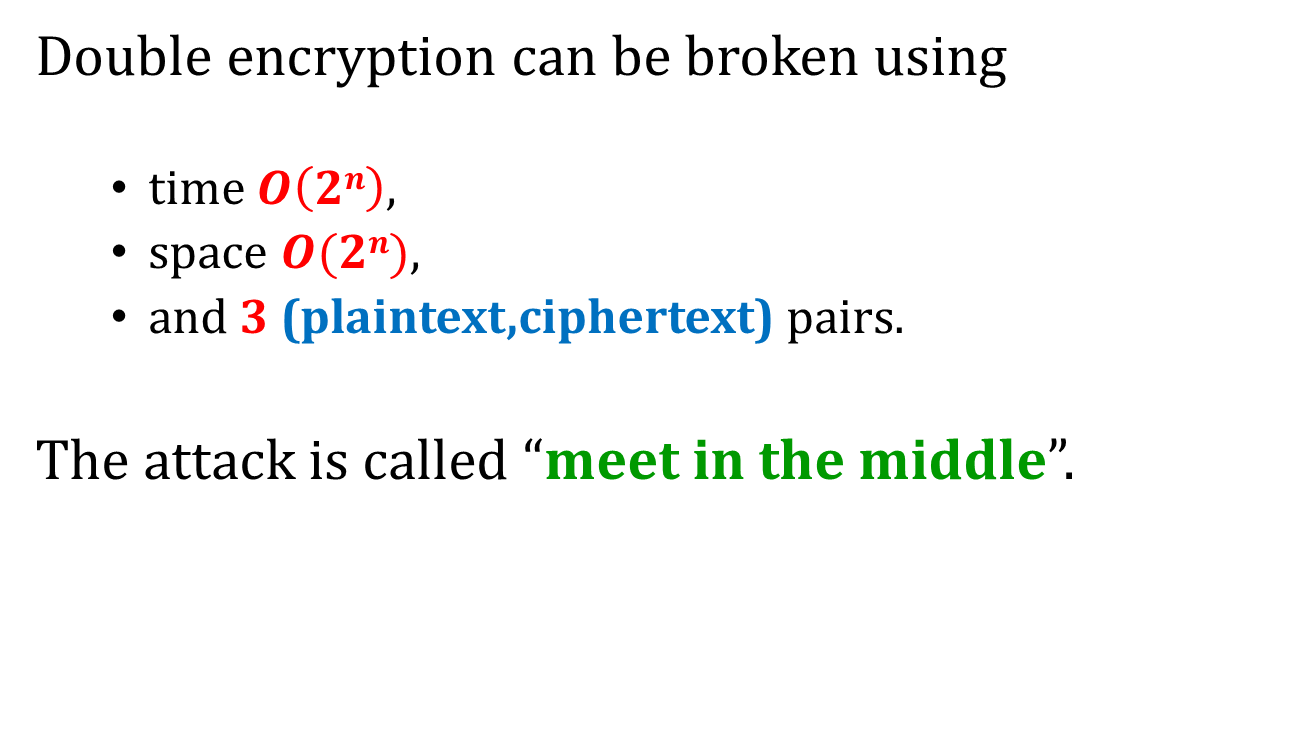 Double encryption can be broken using
• time O(2ⁿ),
• space O(2ⁿ),
• and 3 (plaintext,ciphertext) pairs.
The attack is called “meet in the middle”.